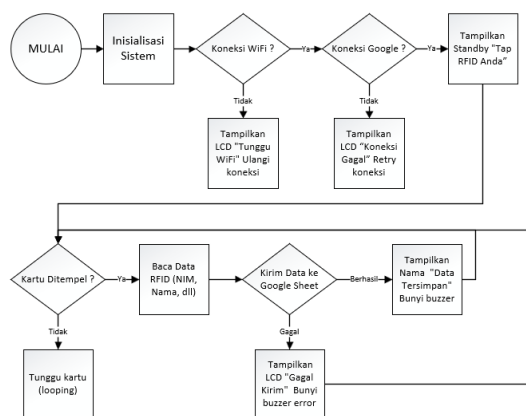 MULAI
Inisialisasi
Sistem
Koneksi WiFi ?
Ya
Koneksi Google ?
Ya
Tampilkan
Standby "Tap
RFID Anda"
Tidak
Tidak
Tampilkan
LCD "Tunggu
WiFi" Ulangi
koneksi
Tampilkan
LCD "Koneksi
Gagal" Retry
koneksi
Kartu Ditempel ?
Ya
Baca Data
RFID (NIM,
Nama, dll)
Kirim Data ke
Google Sheet
Berhasil
Tampilkan
Nama "Data
Tersimpan"
Bunyi buzzer
Tidak
Gagal
Tunggu kartu
(looping)
Tampilkan
LCD "Gagal
Kirim" Bunyi
buzzer error